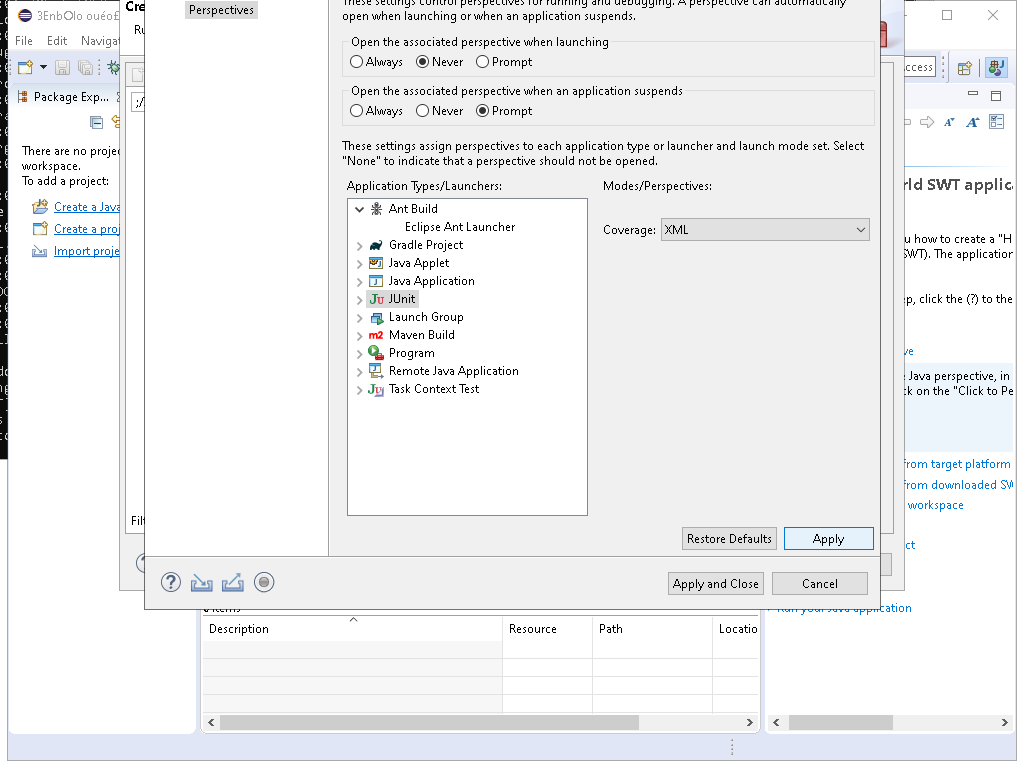 3EnbOlo
Cre
File Edit Navigat
Ru
Perspectives
These settings control perspectives for running and debugging. A perspective can automatically
open when launching or when an application suspends.
Open the associated perspective when launching
Always Never Prompt
Open the associated perspective when an application suspends
Always Never Prompt
These settings assign perspectives to each application type or launcher and launch mode set. Select
"None" to indicate that a perspective should not be opened.
Application Types/Launchers:
Modes/Perspectives:
Ant Build
Eclipse Ant Launcher
Gradle Project
Java Applet
Java Application
JUnit
Launch Group
Maven Build
Program
Remote Java Application
Task Context Test
Coverage: XML
Restore Defaults Apply
Apply and Close Cancel
Package Exp...
There are no proje
workspace.
To add a project:
Create a Java
Create a proj
Import proje
Filt
ccess
rld SWT applic
u how to create a "H
SWT). The application
ep, click the (?) to the
ve
e Java perspective, in
ck on the "Click to Pe
from target platform
from downloaded SW
workspace
ct
Run your Java application
0 items
Description Resource Path Locatio